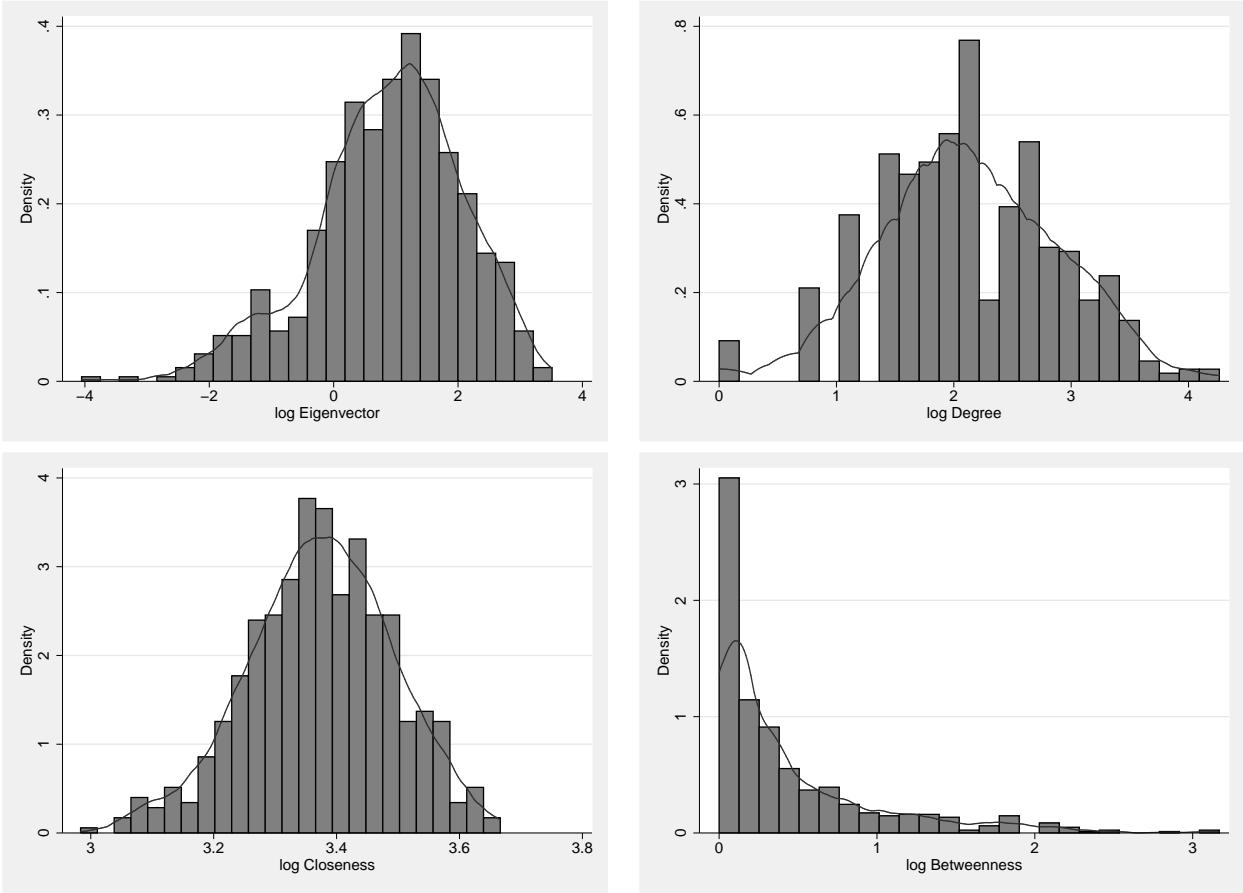 .4
.3
.2
.1
0
Density
−4 −2 0 2 4
log Eigenvector
.8
.6
.4
.2
0
Density
0 1 2 3 4
log Degree
4
3
2
1
0
Density
3 3.2 3.4 3.6 3.8
log Closeness
3
2
1
0
Density
0 1 2 3
log Betweenness